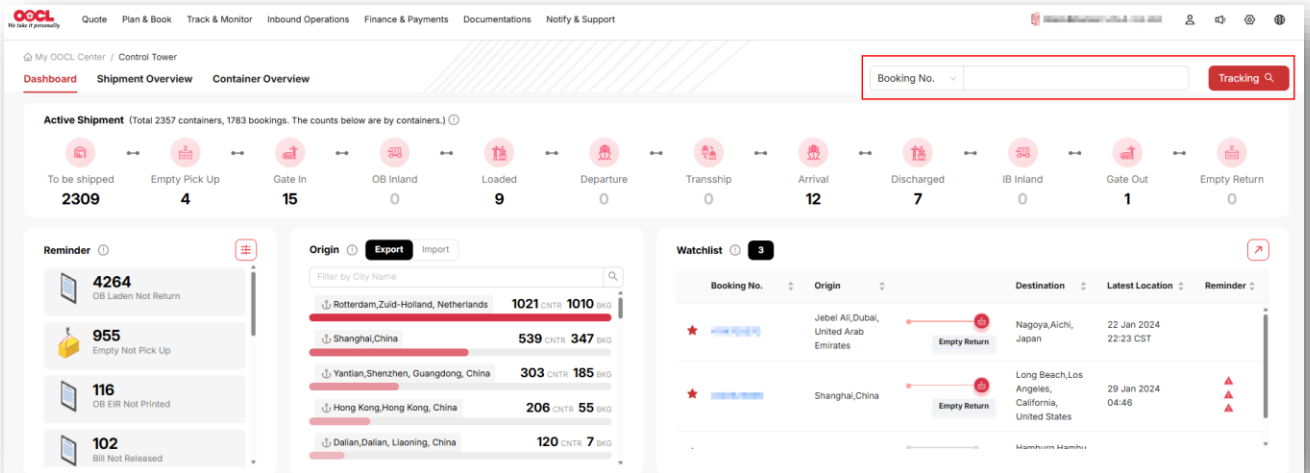 OOCL
We take it personally
Quote Plan & Book Track & Monitor Inbound Operations Finance & Payments Documentations Notify & Support
My OOCL Center / Control Tower
Dashboard Shipment Overview Container Overview
Booking No. Tracking
Active Shipment (Total 2357 containers, 1783 bookings. The counts below are by containers.)
To be shipped Empty Pick Up Gate In OB Inland Loaded Departure Transship Arrival Discharged IB Inland Gate Out Empty Return
2309 4 15 0 9 0 0 12 7 0 1 0
Reminder
4264
OB Laden Not Return
955
Empty Not Pick Up
116
OB EIR Not Printed
102
Bill Not Released
Origin Export Import
Filter by City Name
Rotterdam,Zuid-Holland, Netherlands 1021 CNTR 1010 BKG
Shanghai,China 539 CNTR 347 BKG
Yantian,Shenzhen, Guangdong, China 303 CNTR 185 BKG
Hong Kong,Hong Kong, China 206 CNTR 55 BKG
Dalian,Dalian, Liaoning, China 120 CNTR 7 BKG
Watchlist 3
Booking No. Origin Destination Latest Location Reminder
Jebel Ali,Dubai,
United Arab
Emirates
Empty Return
Nagoya,Aichi,
Japan
22 Jan 2024
22:23 CST
Shanghai,China
Empty Return
Long Beach,Los
Angeles,
California,
United States
29 Jan 2024
04:46